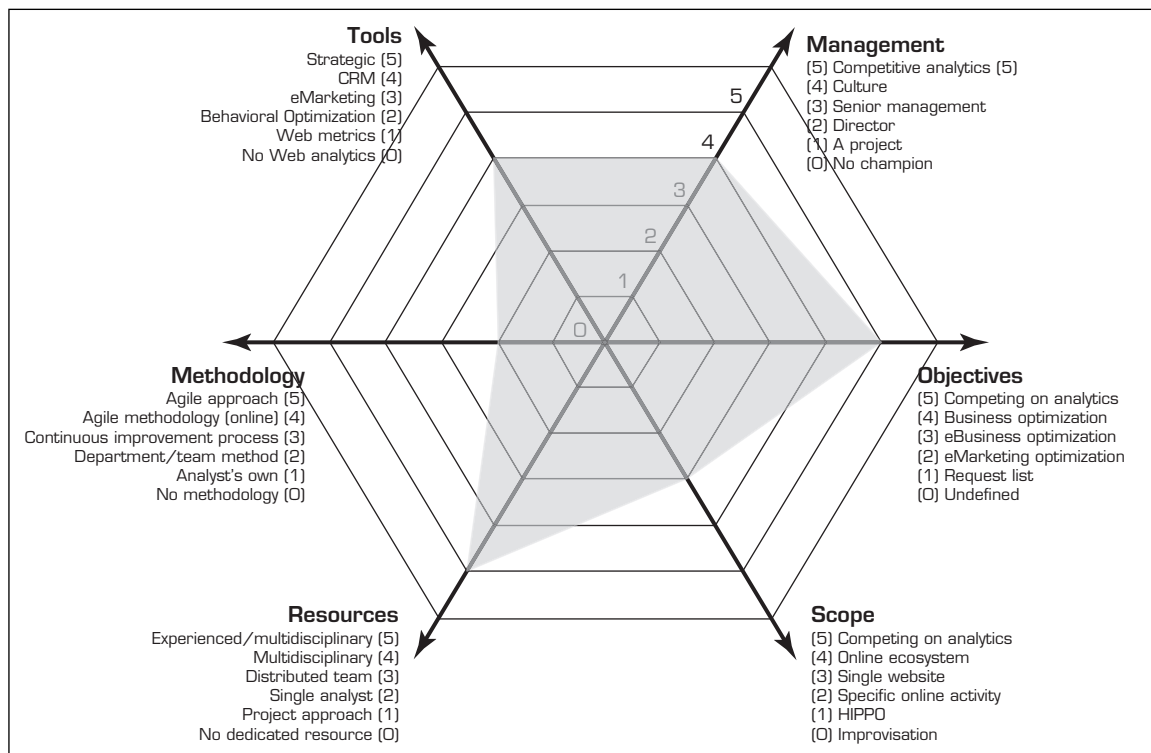 Tools
Strategic (5)
CRM (4)
eMarketing (3)
Behavioral Optimization (2)
Web metrics (1)
No Web analytics (0)
Management
(5) Competitive analytics (5)
(4) Culture
(3) Senior management
(2) Director
(1) A project
(0) No champion
5
4
3
2
1
0
Methodology
Agile approach (5)
Agile methodology (online) (4)
Continuous improvement process (3)
Department/team method (2)
Analyst's own (1)
No methodology (0)
Objectives
(5) Competing on analytics
(4) Business optimization
(3) eBusiness optimization
(2) eMarketing optimization
(1) Request list
(0) Undefined
Resources
Experienced/multidisciplinary (5)
Multidisciplinary (4)
Distributed team (3)
Single analyst (2)
Project approach (1)
No dedicated resource (0)
Scope
(5) Competing on analytics
(4) Online ecosystem
(3) Single website
(2) Specific online activity
(1) HIPPO
(0) Improvisation